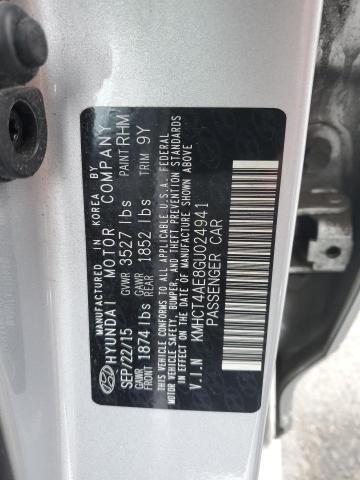 MANUFACTURED IN KOREA BY
HYUNDAI MOTOR COMPANY
SEP/22/15 GVWR 3527 lbs PAINT RHM
GAWR FRONT 1874 lbs GAWR REAR 1852 lbs TRIM 9Y
THIS VEHICLE CONFORMS TO ALL APPLICABLE U.S.A. FEDERAL
MOTOR VEHICLE SAFETY, BUMPER, AND THEFT PREVENTION STANDARDS
IN EFFECT ON THE DATE OF MANUFACTURE SHOWN ABOVE.
V.I.N KMHCT4AE8GU024941
PASSENGER CAR